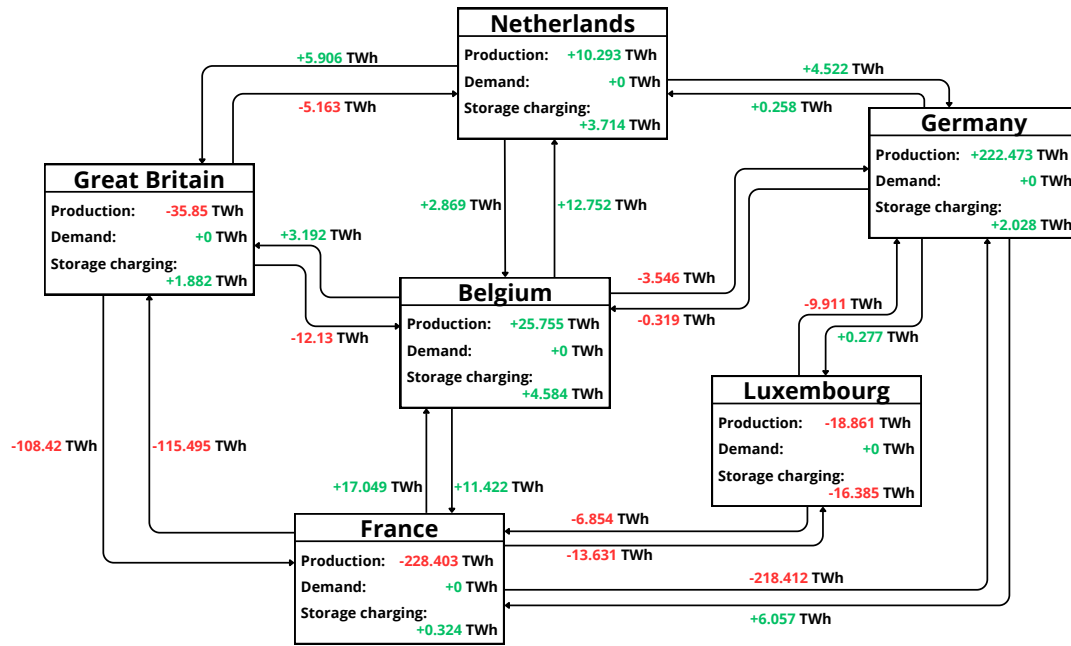 Netherlands
Production: +10.293 TWh
Demand: +0 TWh
Storage charging:
+3.714 TWh
+5.906 TWh
-5.163 TWh
+4.522 TWh
+0.258 TWh
Germany
Production: +222.473 TWh
Demand: +0 TWh
Storage charging:
+2.028 TWh
Great Britain
Production: -35.85 TWh
Demand: +0 TWh
Storage charging:
+1.882 TWh
+2.869 TWh
+12.752 TWh
+3.192 TWh
-12.13 TWh
-3.546 TWh
-0.319 TWh
Belgium
Production: +25.755 TWh
Demand: +0 TWh
Storage charging:
+4.584 TWh
-9.911 TWh
+0.277 TWh
Luxembourg
Production: -18.861 TWh
Demand: +0 TWh
Storage charging:
-16.385 TWh
-108.42 TWh
-115.495 TWh
+17.049 TWh
+11.422 TWh
France
Production: -228.403 TWh
Demand: +0 TWh
Storage charging:
+0.324 TWh
-6.854 TWh
-13.631 TWh
-218.412 TWh
+6.057 TWh